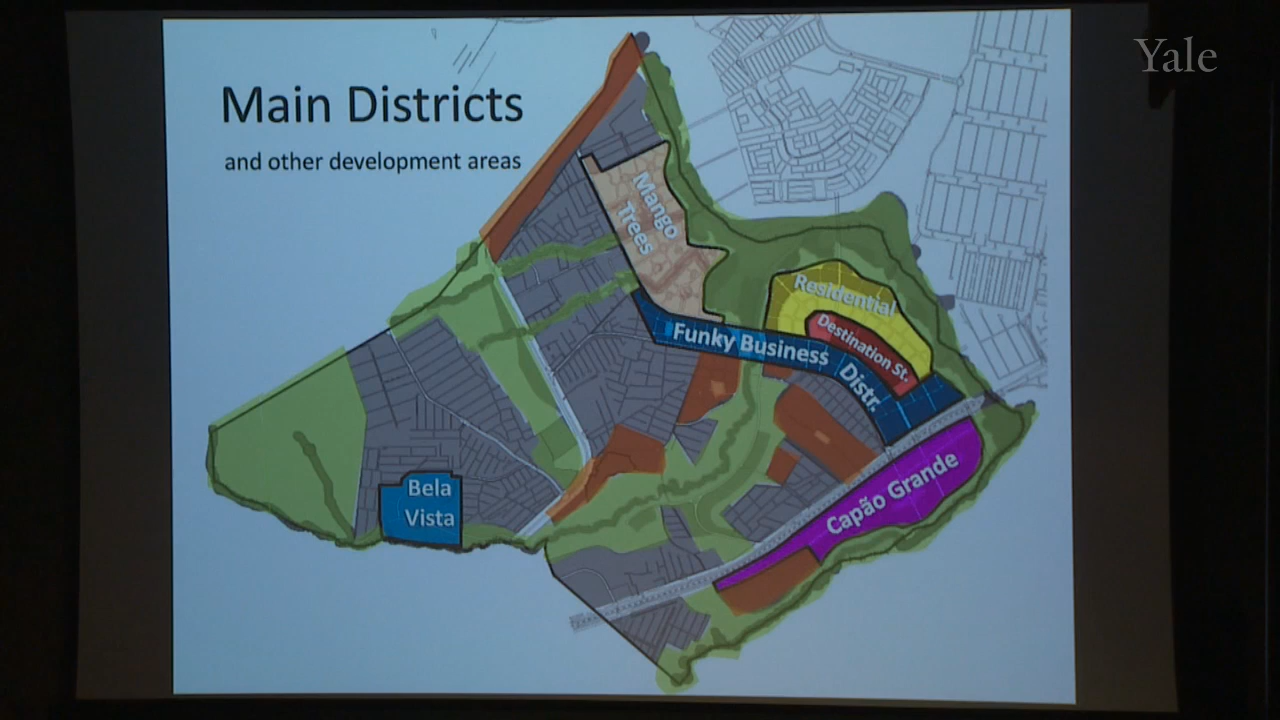 Yale
Main Districts
and other development areas
Mango
Trees
Residential
Destination St.
Funky Business
Distr.
Capão Grande
Bela
Vista